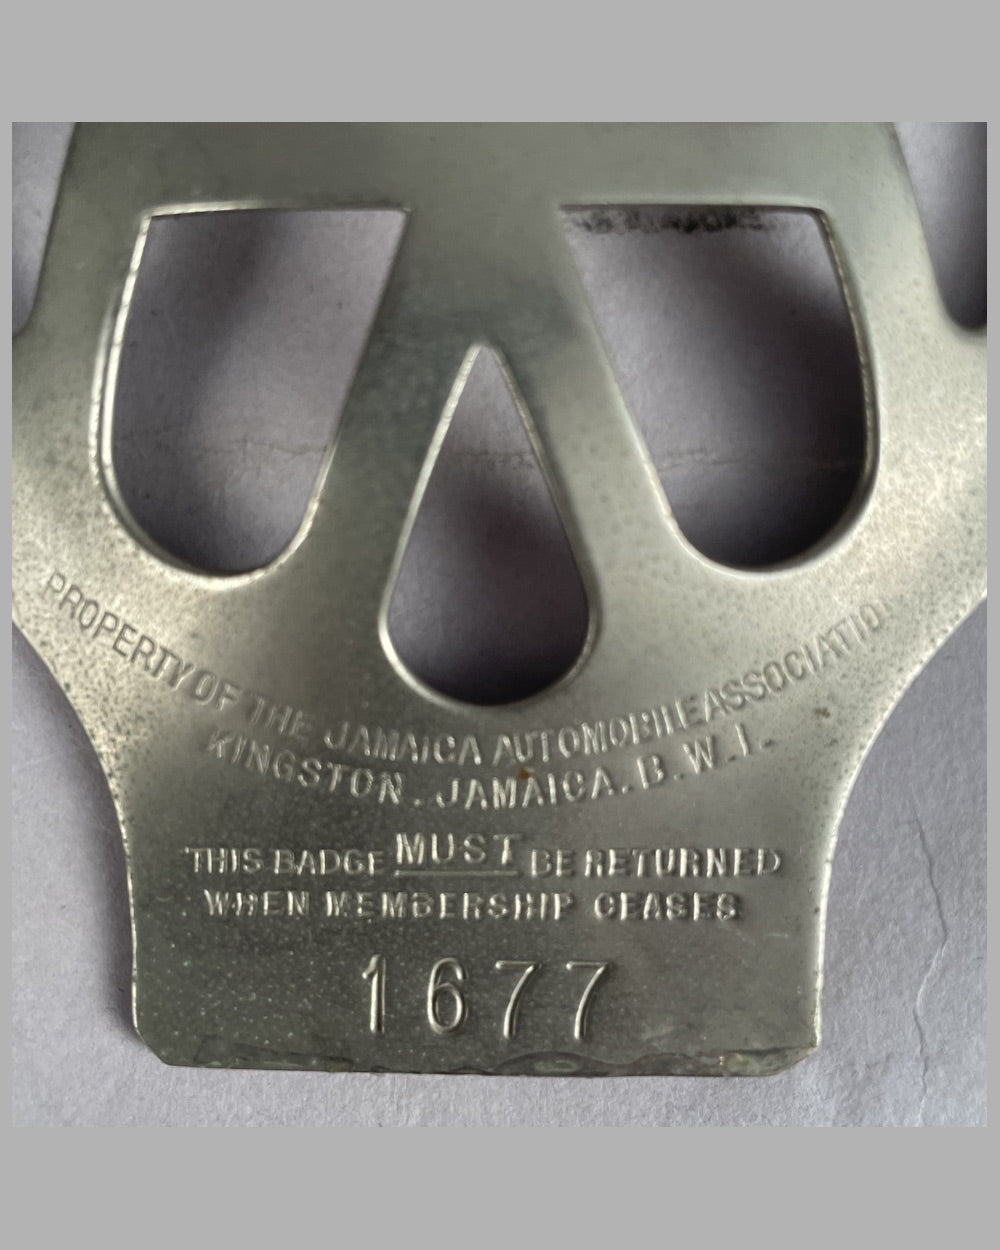 PROPERTY OF THE JAMAICA AUTOMOBILE ASSOCIATIO
KINGSTON. JAMAICA. B. W. I.
THIS BADGE MUST BE RETURNED
WHEN MEMBERSHIP CEASES
1677